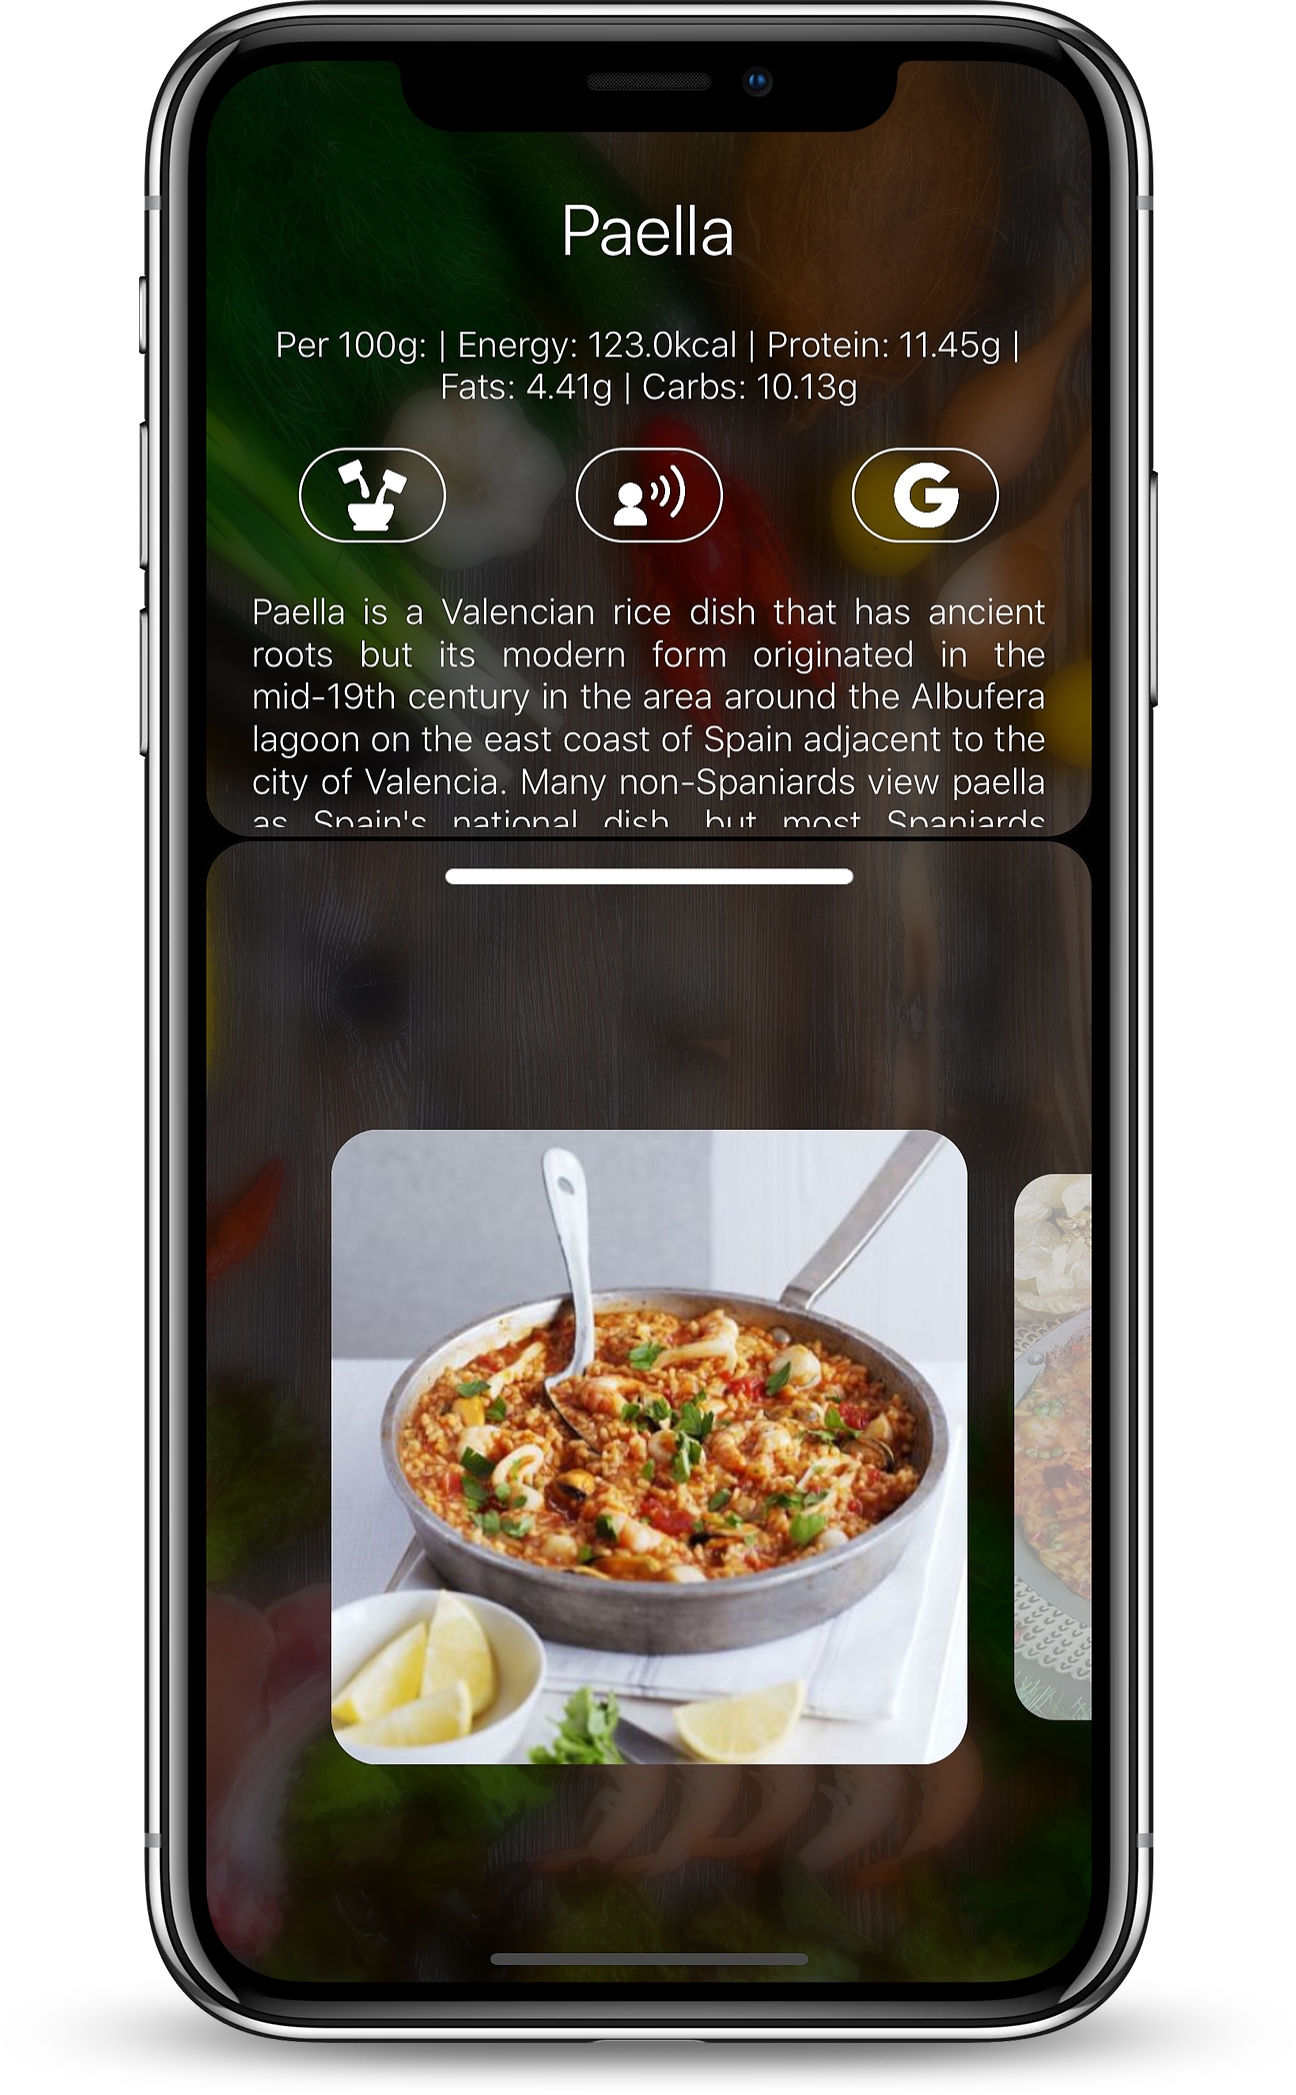 Paella
Per 100g: | Energy: 123.0kcal | Protein: 11.45g |
Fats: 4.41g | Carbs: 10.13g
G
Paella is a Valencian rice dish that has ancient
roots but its modern form originated in the
mid-19th century in the area around the Albufera
lagoon on the east coast of Spain adjacent to the
city of Valencia. Many non-Spaniards view paella
as Spain's national dish, but most Spaniards